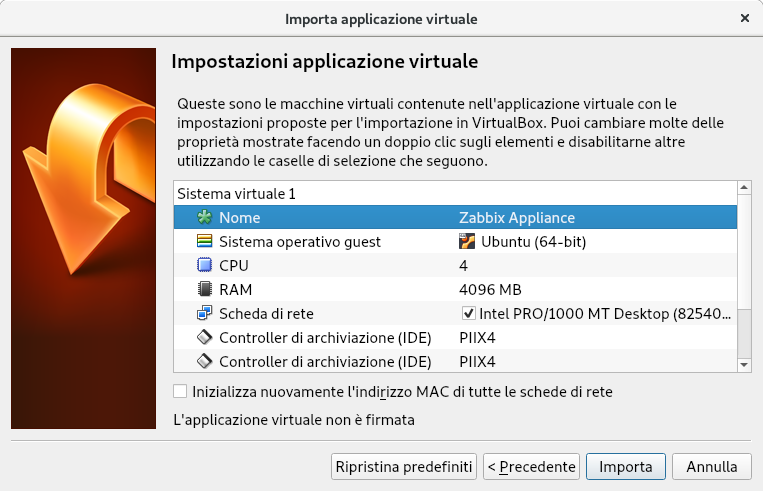 Importa applicazione virtuale
Impostazioni applicazione virtuale
Queste sono le macchine virtuali contenute nell'applicazione virtuale con le
impostazioni proposte per l'importazione in VirtualBox. Puoi cambiare molte delle
proprietà mostrate facendo un doppio clic sugli elementi e disabilitarne altre
utilizzando le caselle di selezione che seguono.
Sistema virtuale 1
Nome Zabbix Appliance
Sistema operativo guest Ubuntu (64-bit)
CPU 4
RAM 4096 MB
Scheda di rete Intel PRO/1000 MT Desktop (82540...
Controller di archiviazione (IDE) PIIX4
Controller di archiviazione (IDE) PIIX4
Inizializza nuovamente l'indirizzo MAC di tutte le schede di rete
L'applicazione virtuale non è firmata
Ripristina predefiniti < Precedente Importa Annulla